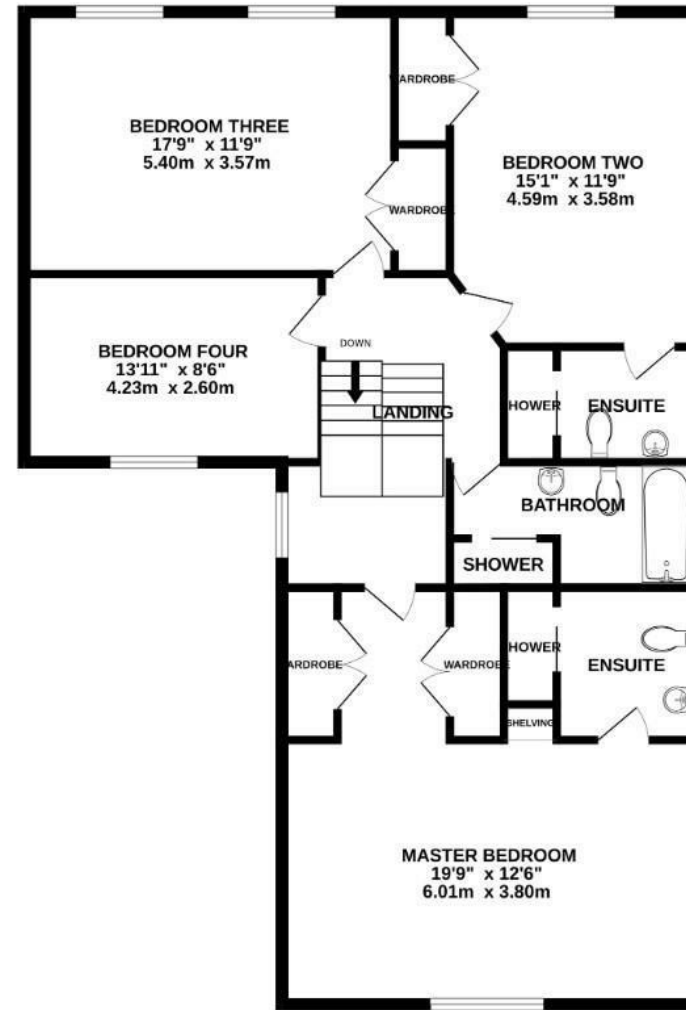 WARDROBE
BEDROOM THREE
17'9" x 11'9"
5.40m x 3.57m
BEDROOM TWO
15'1" x 11'9"
4.59m x 3.58m
WARDROBE
DOWN
BEDROOM FOUR
13'11" x 8'6"
4.23m x 2.60m
LANDING
HOWER
ENSUITE
BATHROOM
SHOWER
ARDROBE
WARDROBE
HOWER
ENSUITE
SHELVING
MASTER BEDROOM
19'9" x 12'6"
6.01m x 3.80m